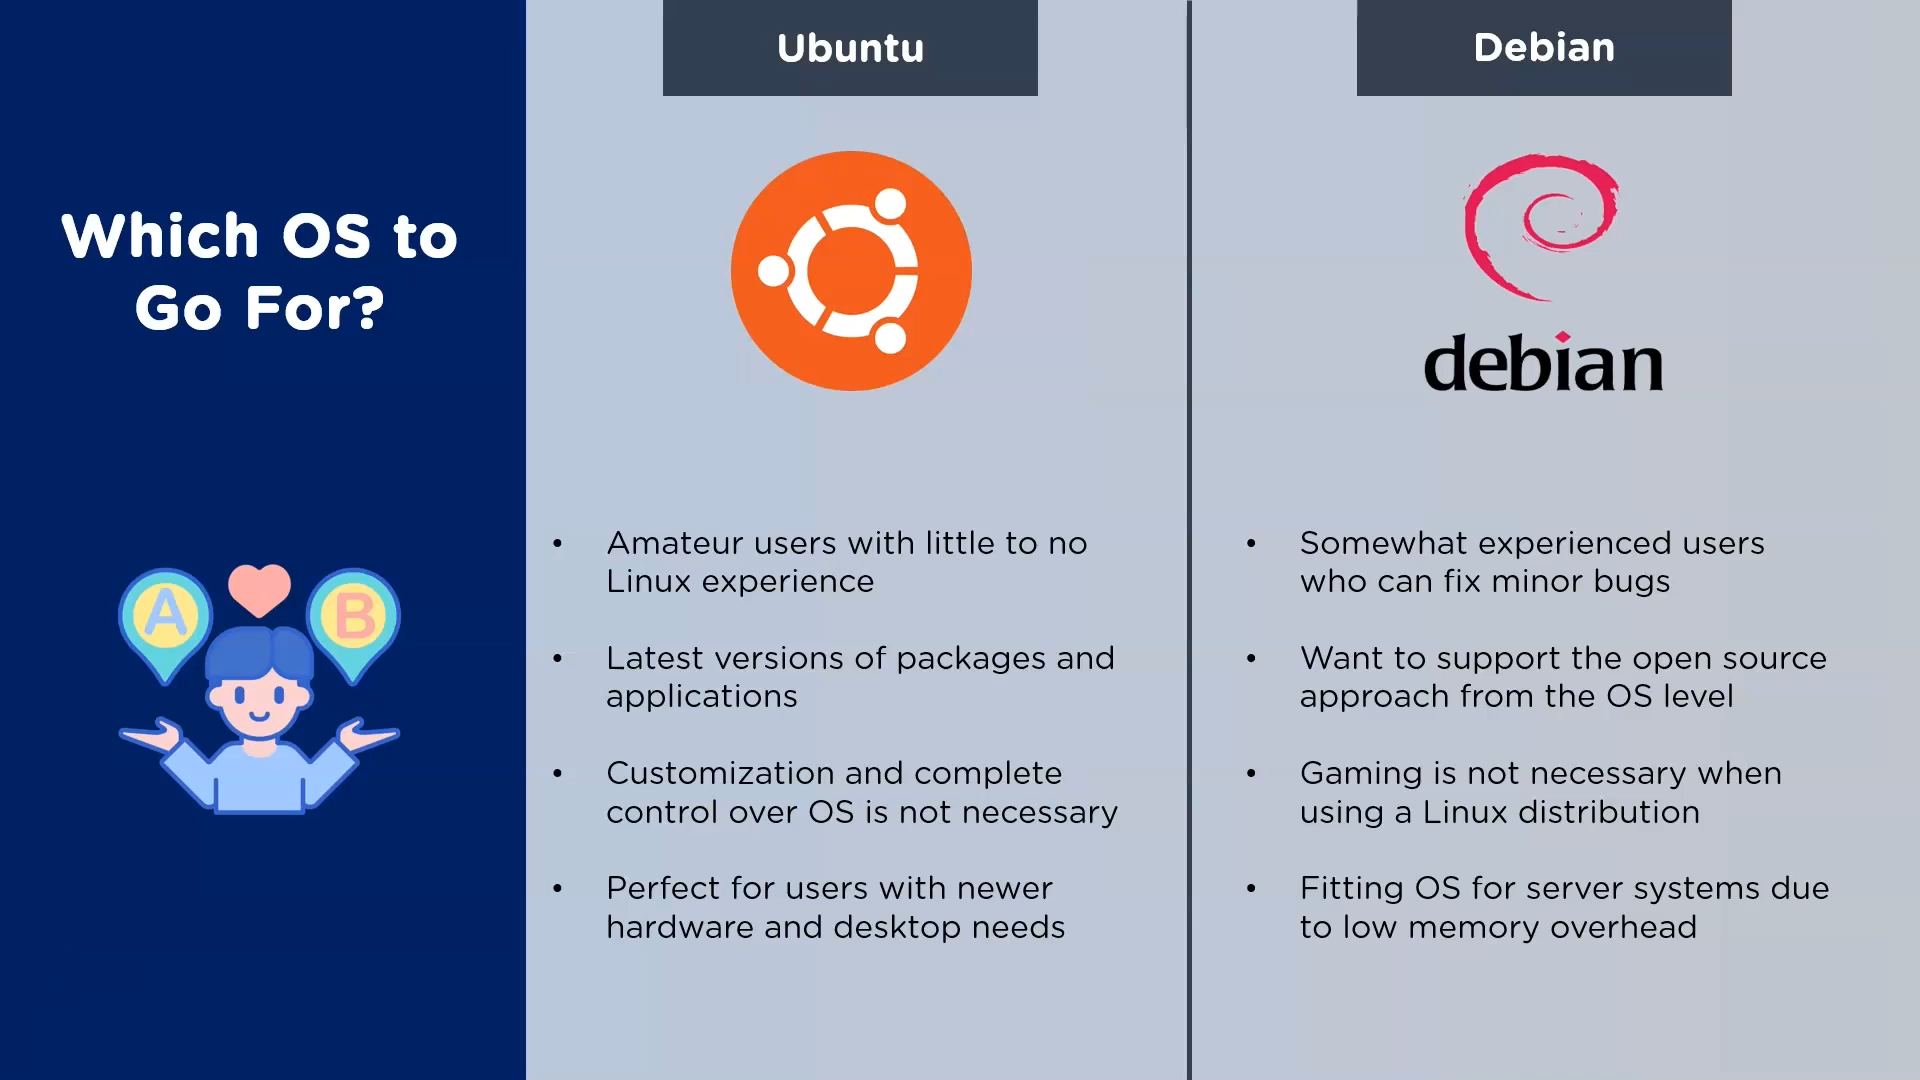 Which OS to
Go For?
A
B
Ubuntu
• Amateur users with little to no
Linux experience
• Latest versions of packages and
applications
• Customization and complete
control over OS is not necessary
• Perfect for users with newer
hardware and desktop needs
Debian
debian
• Somewhat experienced users
who can fix minor bugs
• Want to support the open source
approach from the OS level
• Gaming is not necessary when
using a Linux distribution
• Fitting OS for server systems due
to low memory overhead